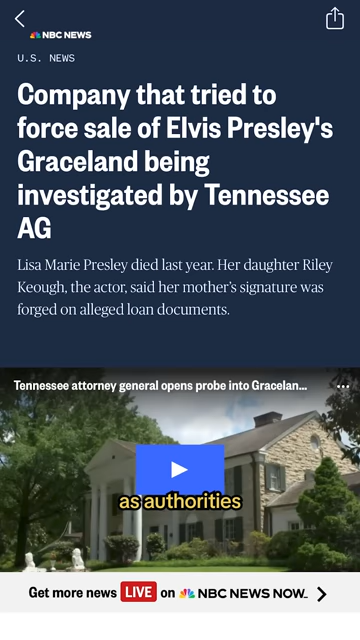 NBC NEWS
U.S. NEWS
Company that tried to
force sale of Elvis Presley's
Graceland being
investigated by Tennessee
AG
Lisa Marie Presley died last year. Her daughter Riley
Keough, the actor, said her mother's signature was
forged on alleged loan documents.
Tennessee attorney general opens probe into Gracelan...
as authorities
Get more news LIVE on NBC NEWS NOW.